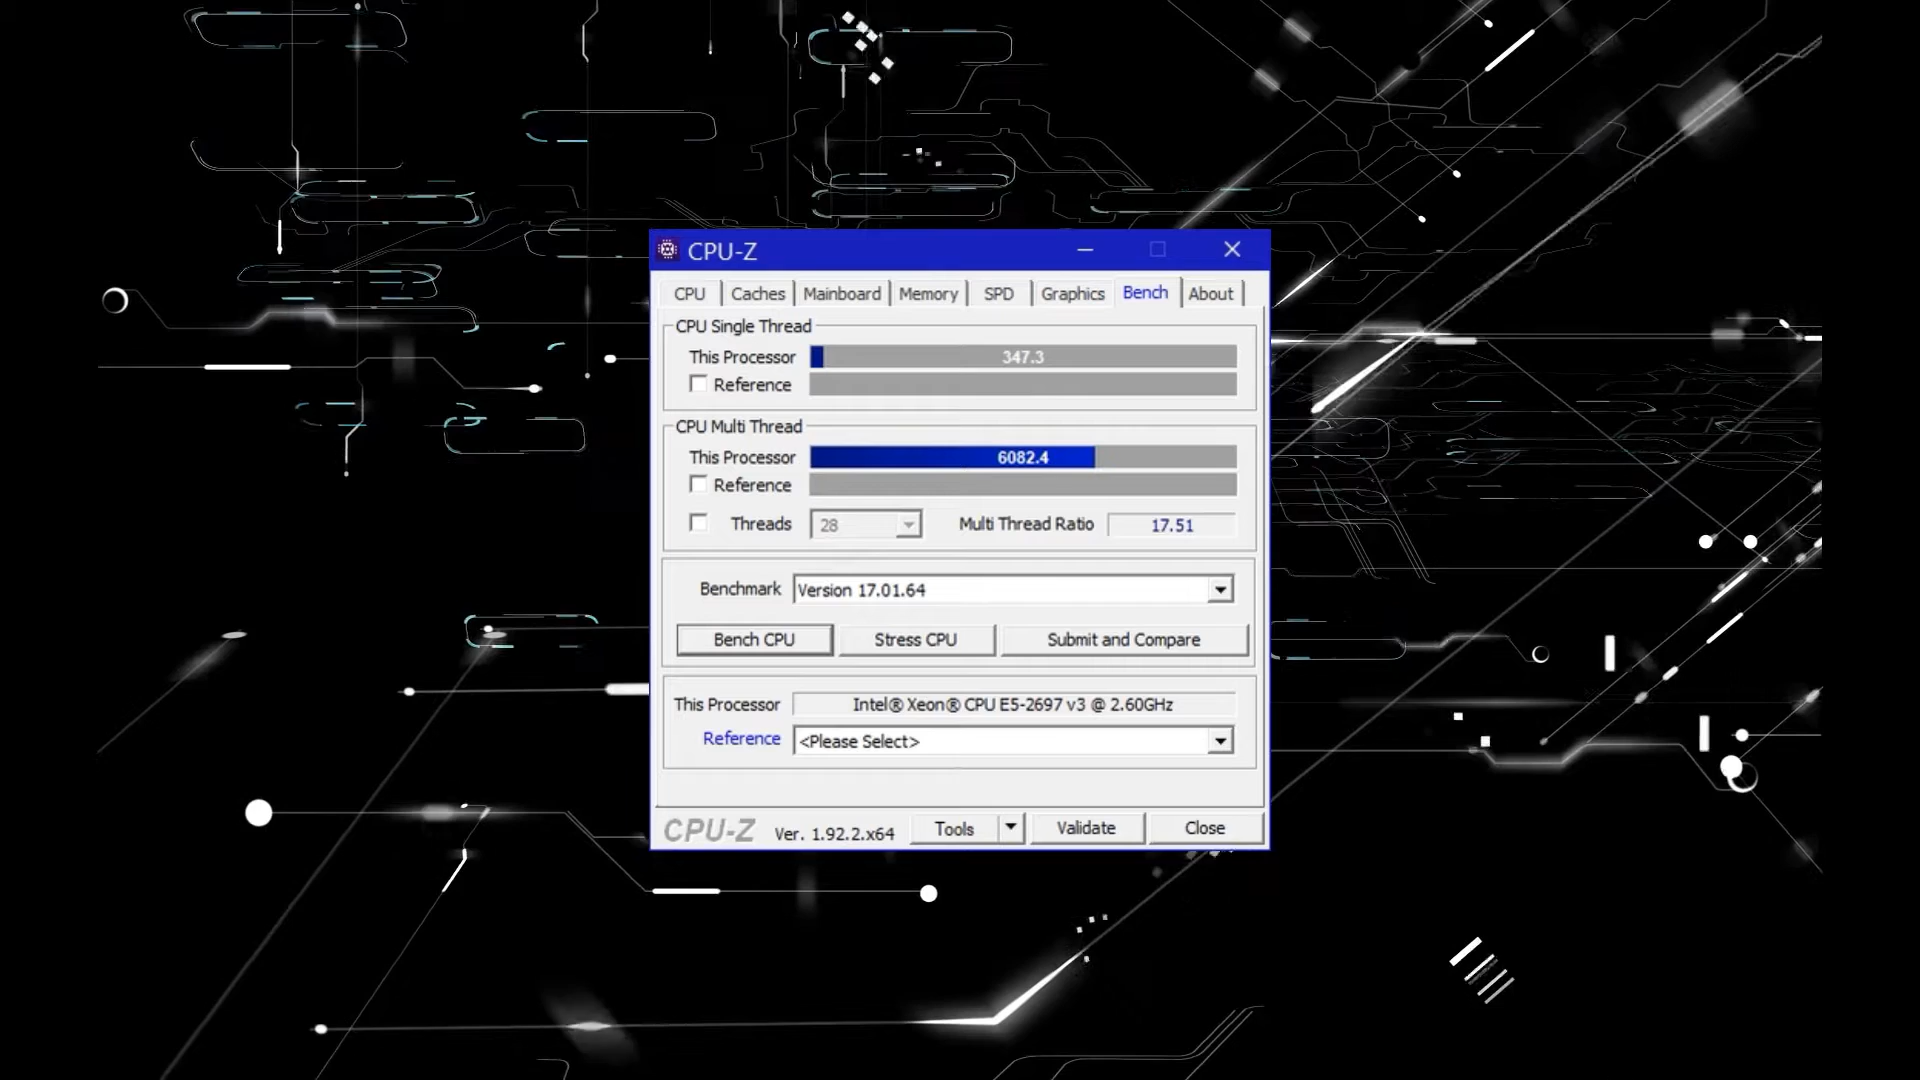 CPU-Z
CPU Caches Mainboard Memory SPD Graphics Bench About
CPU Single Thread
This Processor 347.3
Reference
CPU Multi Thread
This Processor 6082.4
Reference
Threads 28 Multi Thread Ratio 17.51
Benchmark Version 17.01.64
Bench CPU Stress CPU Submit and Compare
This Processor Intel® Xeon® CPU E5-2697 v3 @ 2.60GHz
Reference <Please Select>
CPU-Z Ver. 1.92.2.x64 Tools Validate Close